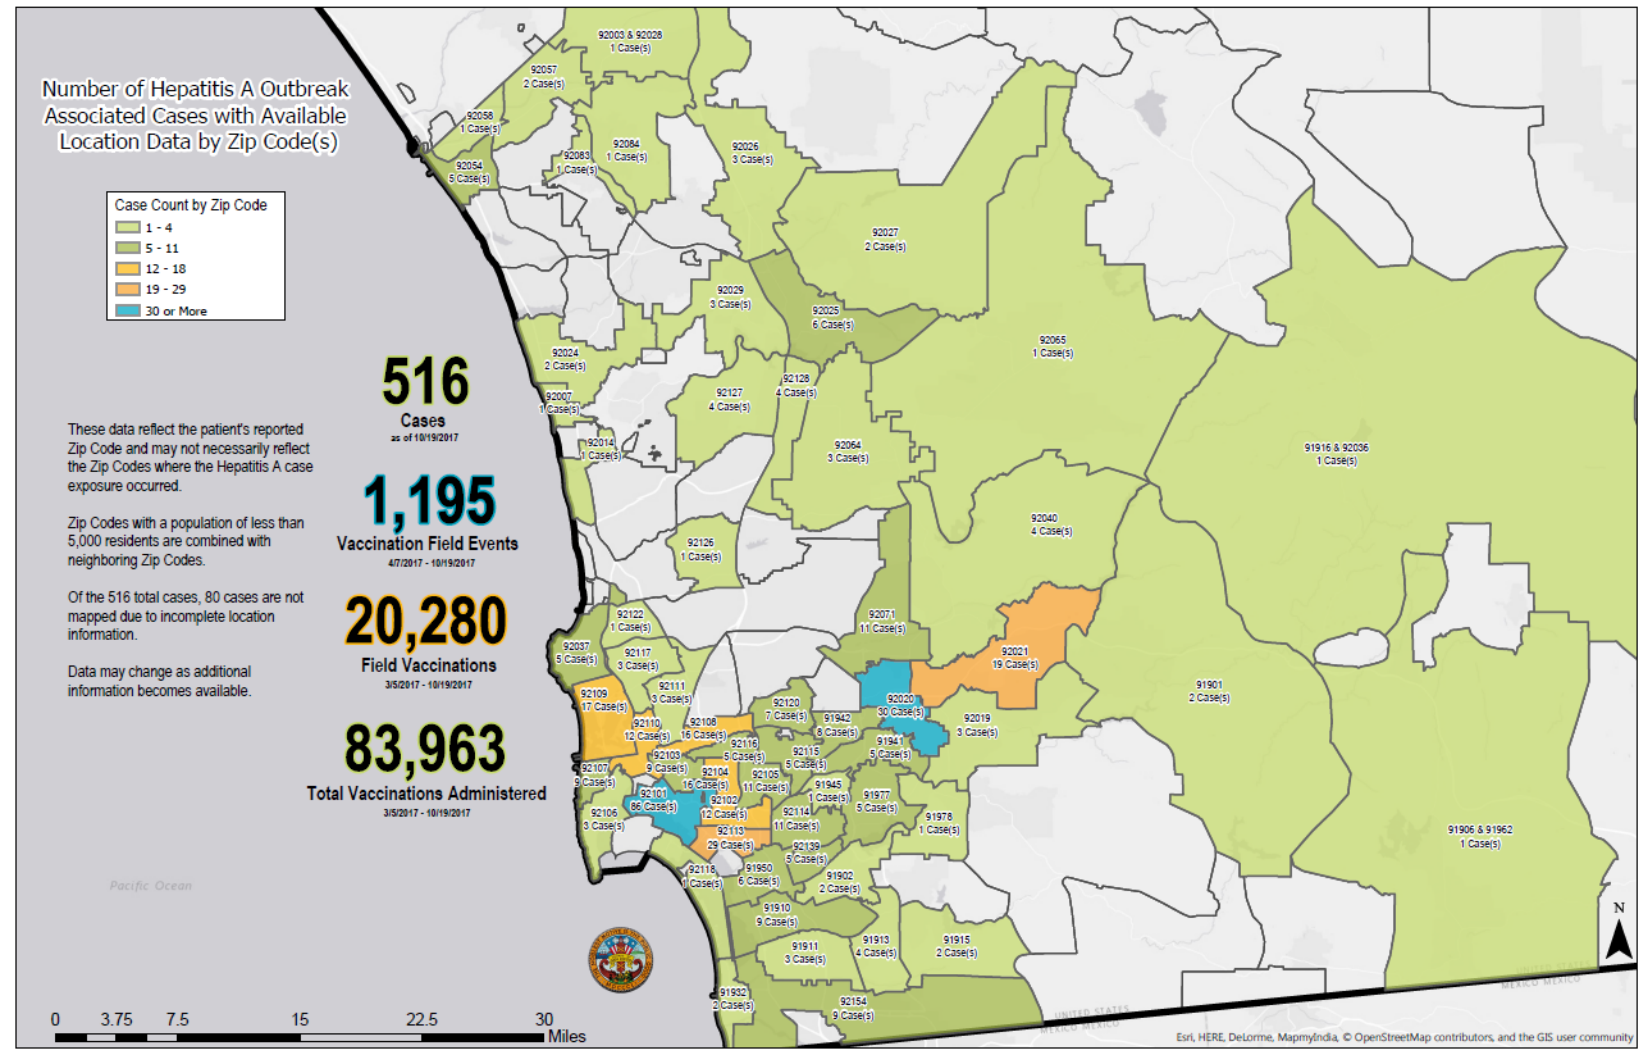 Number of Hepatitis A Outbreak
Associated Cases with Available
Location Data by Zip Code(s)
Case Count by Zip Code
1 - 4
5 - 11
12 - 18
19 - 29
30 or More
516
Cases
as of 10/19/2017
1,195
Vaccination Field Events
4/7/2017 - 10/19/2017
20,280
Field Vaccinations
3/5/2017 - 10/19/2017
83,963
Total Vaccinations Administered
3/5/2017 - 10/19/2017
These data reflect the patient's reported
Zip Code and may not necessarily reflect
the Zip Codes where the Hepatitis A case
exposure occurred.
Zip Codes with a population of less than
5,000 residents are combined with
neighboring Zip Codes.
Of the 516 total cases, 80 cases are not
mapped due to incomplete location
information.
Data may change as additional
information becomes available.
Pacific Ocean
0 3.75 7.5 15 22.5 30
Miles
92003 & 92028
1 Case(s)
92057
2 Case(s)
92058
1 Case(s)
92054
5 Case(s)
92083
1 Case(s)
92084
1 Case(s)
92026
3 Case(s)
92027
2 Case(s)
92029
3 Case(s)
92025
6 Case(s)
92065
1 Case(s)
92024
2 Case(s)
92007
1 Case(s)
92127
4 Case(s)
92128
4 Case(s)
92014
1 Case(s)
92064
3 Case(s)
91916 & 92036
1 Case(s)
92040
4 Case(s)
92126
1 Case(s)
92122
1 Case(s)
92071
11 Case(s)
92037
5 Case(s)
92117
3 Case(s)
92021
19 Case(s)
92109
17 Case(s)
92111
3 Case(s)
91901
2 Case(s)
92110
12 Case(s)
92108
16 Case(s)
92120
7 Case(s)
91942
8 Case(s)
92020
30 Case(s)
92019
3 Case(s)
92103
9 Case(s)
92116
5 Case(s)
92115
5 Case(s)
91941
5 Case(s)
92107
9 Case(s)
92104
16 Case(s)
92105
11 Case(s)
92101
86 Case(s)
92102
12 Case(s)
91945
1 Case(s)
91977
5 Case(s)
92106
3 Case(s)
92114
11 Case(s)
91978
1 Case(s)
92113
29 Case(s)
92139
5 Case(s)
91906 & 91962
1 Case(s)
92118
1 Case(s)
91950
6 Case(s)
91902
2 Case(s)
91910
9 Case(s)
91911
3 Case(s)
91913
4 Case(s)
91915
2 Case(s)
91932
2 Case(s)
92154
9 Case(s)
N
UNITED STATES
MEXICO MEXICO
UNITED STATES
MEXICO MEXICO
Esri, HERE, DeLorme, MapmyIndia, © OpenStreetMap contributors, and the GIS user community